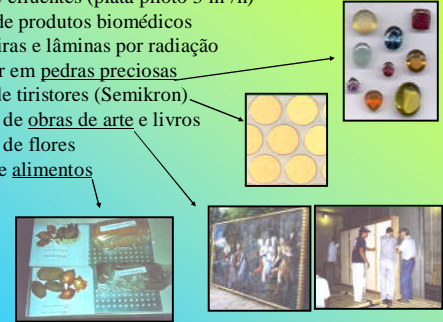 efluentes (plata piloto 3 m³/h)
de produtos biomédicos
iras e lâminas por radiação
r em pedras preciosas
de tiristores (Semikron)
de obras de arte e livros
de flores
e alimentos